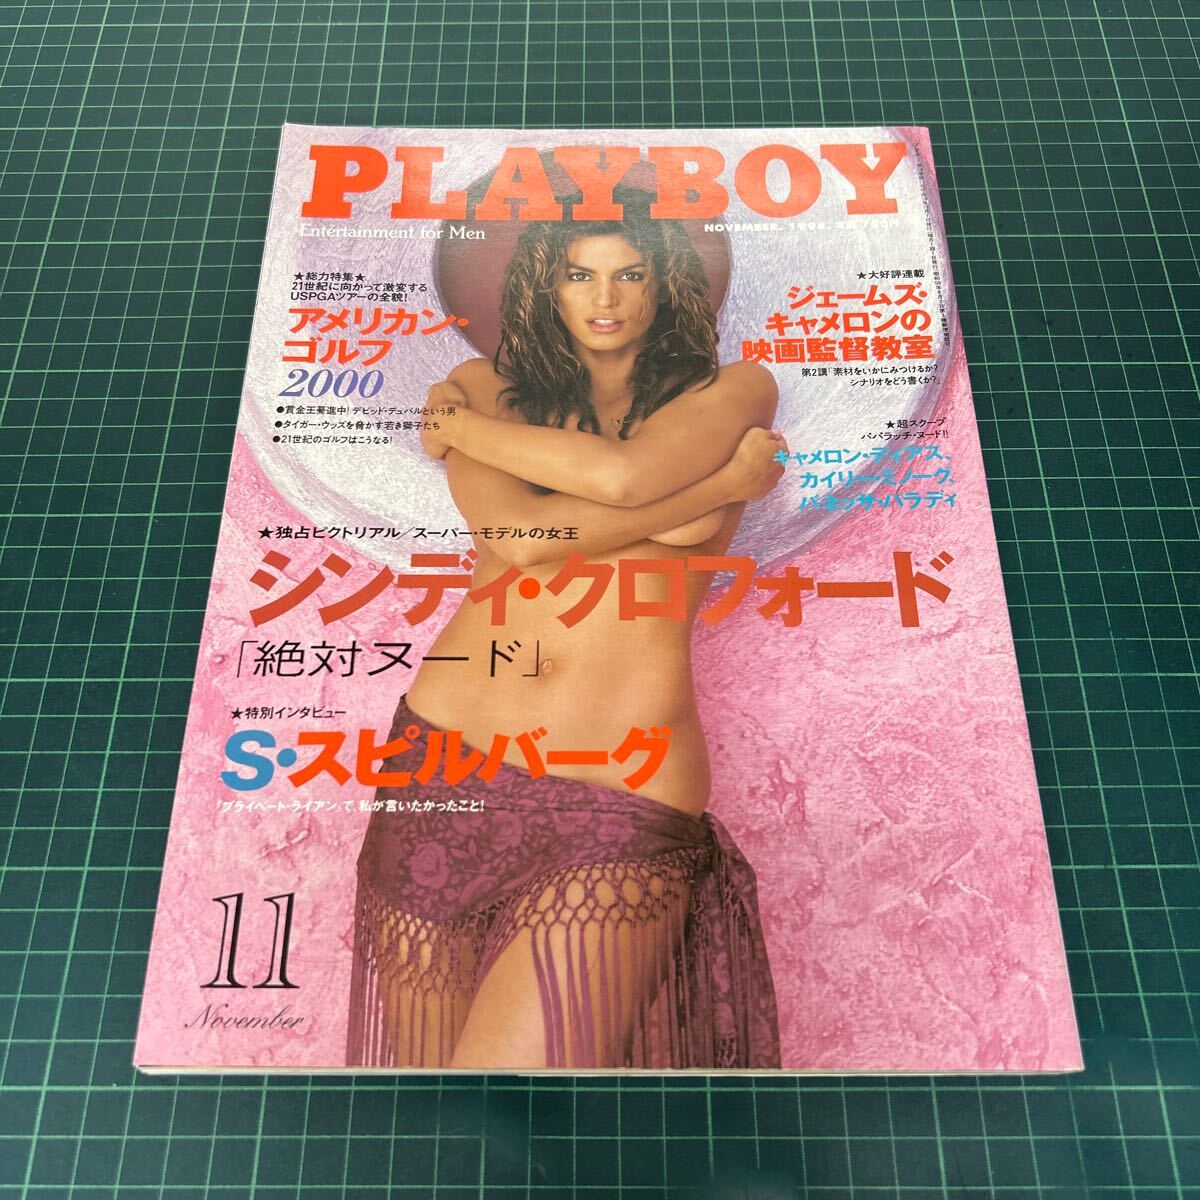 PLAYBOY
Entertainment for Men
NOVEMBER. 1998.
★総力特集★
21世紀に向かって激変する
USPGAツアーの全貌!
アメリカン・
ゴルフ
2000
●賞金王驀進中! デビッド・デュバルという男
●タイガー・ウッズを脅かす若き獅子たち
●21世紀のゴルフはこうなる!
★大好評連載
ジェームズ・
キャメロンの
映画監督教室
第2講「素材をいかにみつけるか?
シナリオをどう書くか?」
★超スクープ
パパラッチ・ヌード!!
キャメロン・ディアス、
カイリー・ミノーグ、
バネッサ・パラディ
★独占ピクトリアル/スーパー・モデルの女王
シンディ・クロフォード
「絶対ヌード」
★特別インタビュー
S・スピルバーグ
『プライベート・ライアン』で、私が言いたかったこと!
11
November